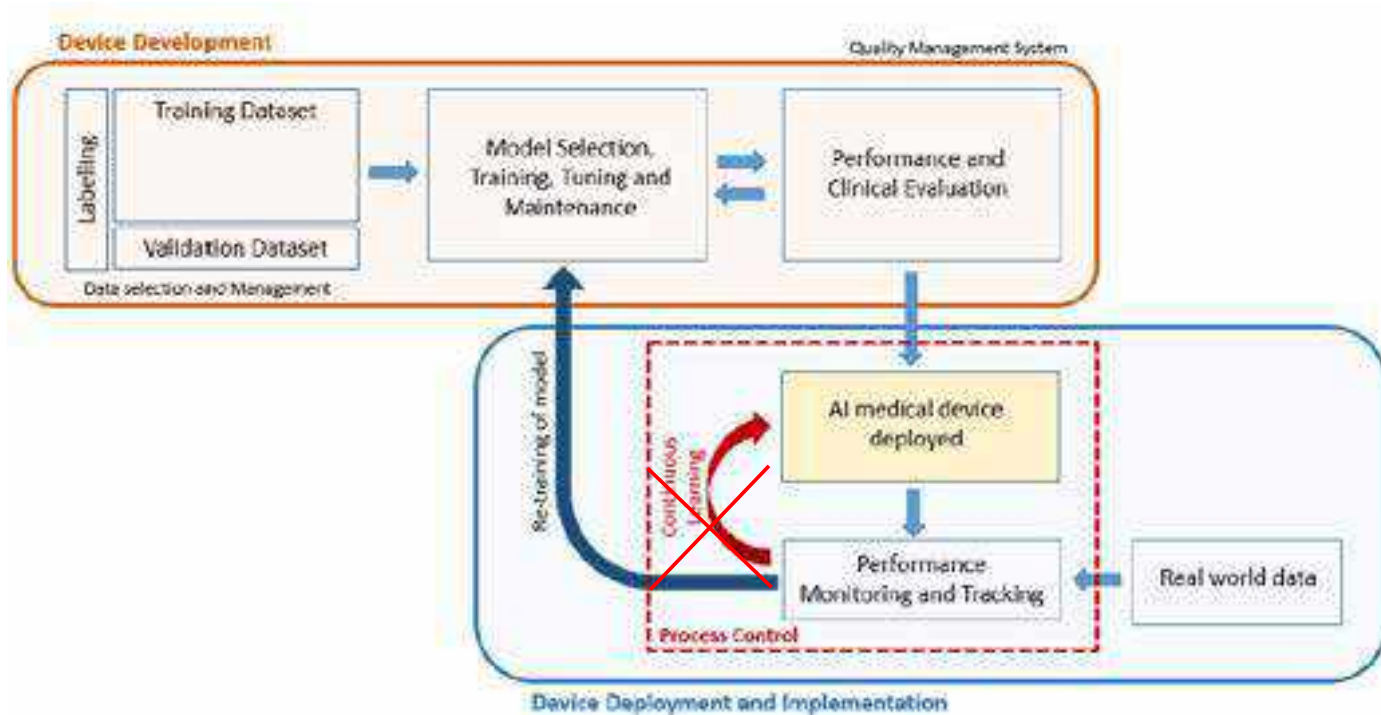 Device Development
Quality Management System
Labelling
Training Dataset
Validation Dataset
Data selection and Management
Model Selection,
Training, Tuning and
Maintenance
Performance and
Clinical Evaluation
Re-training of model
Continuous
Learning
AI medical device
deployed
Performance
Monitoring and Tracking
Real world data
Process Control
Device Deployment and Implementation